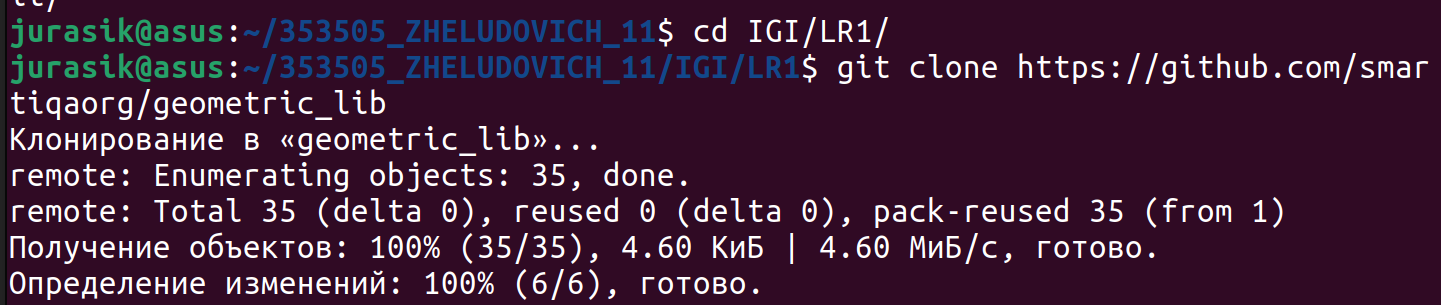 jurasik@asus:~/353505_ZHELUDOVICH_11$ cd IGI/LR1/
jurasik@asus:~/353505_ZHELUDOVICH_11/IGI/LR1$ git clone https://github.com/smar
tiqaorg/geometric_lib
Клонирование в «geometric_lib»...
remote: Enumerating objects: 35, done.
remote: Total 35 (delta 0), reused 0 (delta 0), pack-reused 35 (from 1)
Получение объектов: 100% (35/35), 4.60 КиБ | 4.60 МиБ/с, готово.
Определение изменений: 100% (6/6), готово.